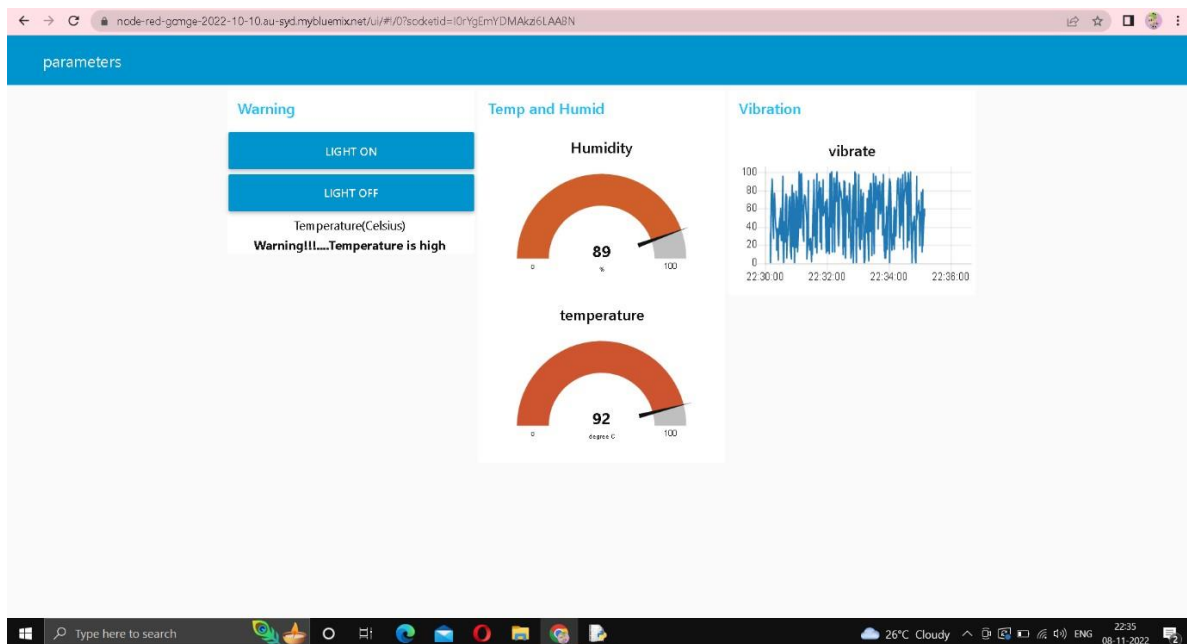 node-red-gcmge-2022-10-10.au-syd.mybluemix.net/ui/#!/0?socketid=I0rYgEmYDMAkzi6LAABN
parameters
Warning
LIGHT ON
LIGHT OFF
Temperature(Celsius)
Warning!!!....Temperature is high
Temp and Humid
Humidity
89
%
0
100
temperature
92
degree C
0
100
Vibration
vibrate
100
80
60
40
20
0
22:30:00 22:32:00 22:34:00 22:36:00
Type here to search
26°C Cloudy
ENG
22:35
08-11-2022
2